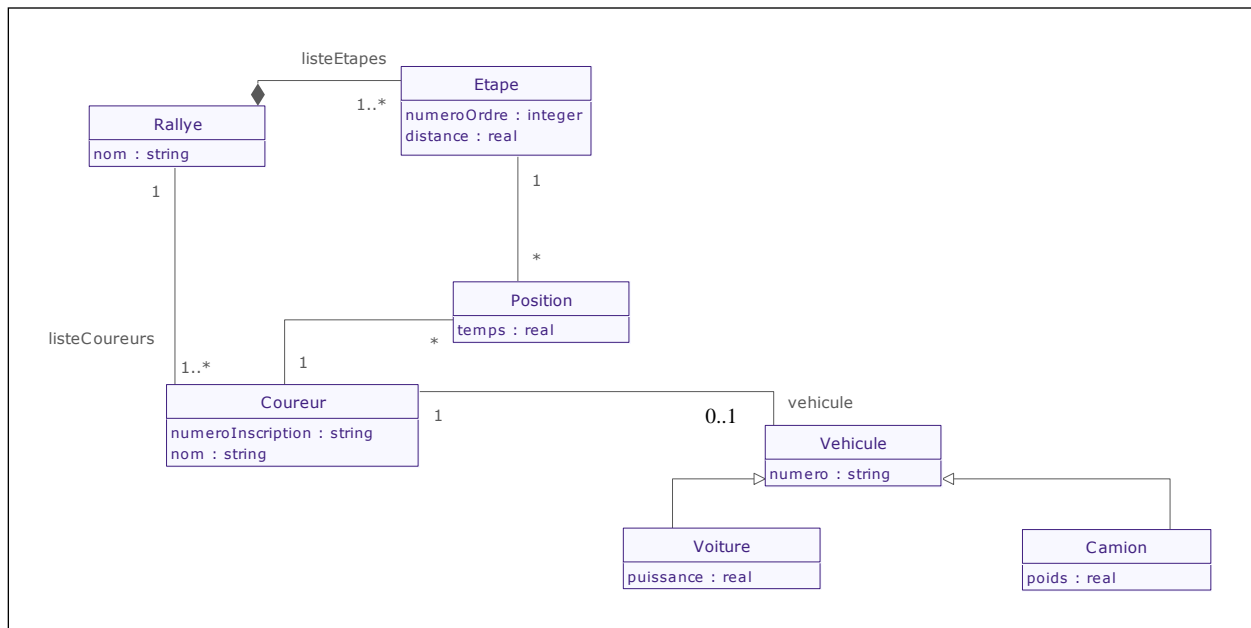 listeEtapes
Etape
1..*
numeroOrdre : integer
distance : real
Rallye
nom : string
1
1
*
Position
temps : real
listeCoureurs
*
1..*
1
Coureur
numeroInscription : string
nom : string
1
0..1
vehicule
Vehicule
numero : string
Voiture
puissance : real
Camion
poids : real